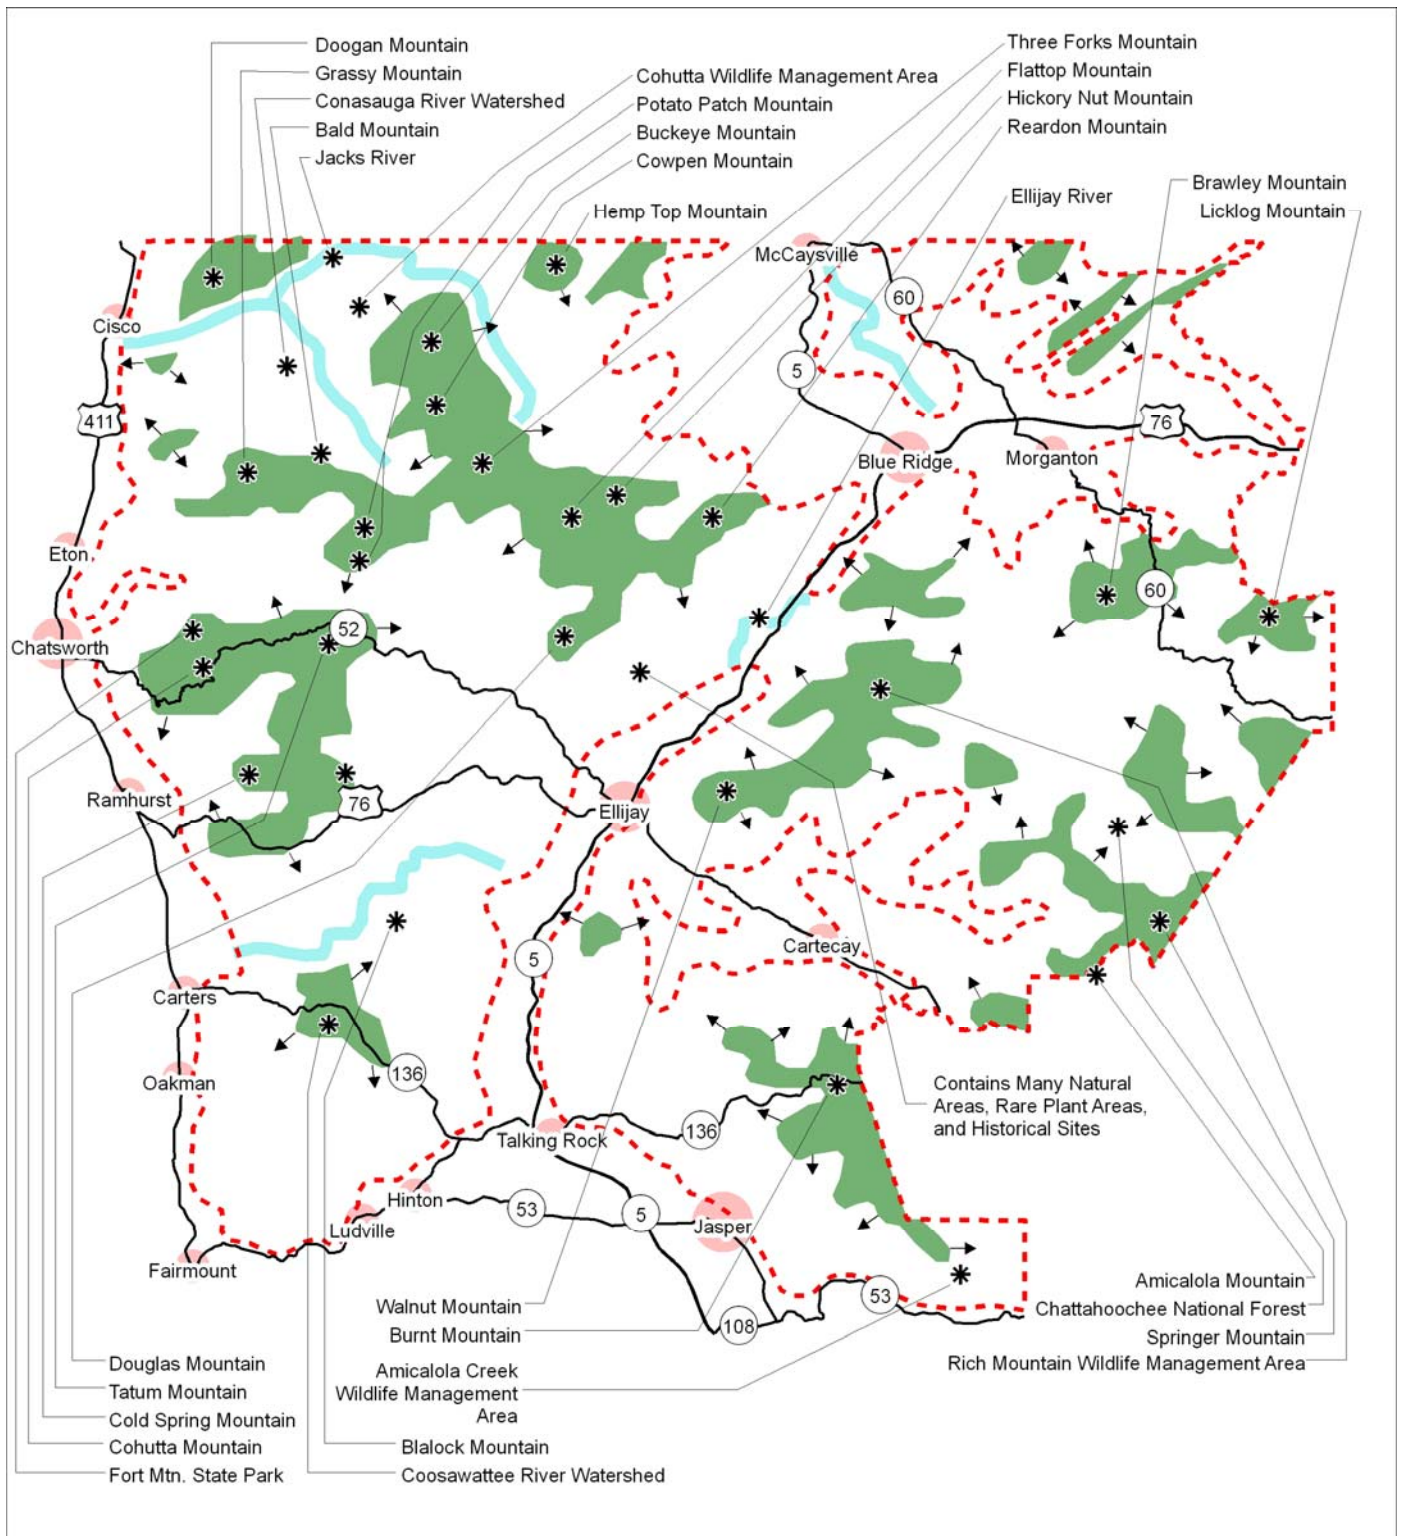 Doogan Mountain
Grassy Mountain
Conasauga River Watershed
Bald Mountain
Jacks River
Cohutta Wildlife Management Area
Potato Patch Mountain
Buckeye Mountain
Cowpen Mountain
Hemp Top Mountain
Three Forks Mountain
Flattop Mountain
Hickory Nut Mountain
Reardon Mountain
Ellijay River
Brawley Mountain
Licklog Mountain
McCaysville
60
Cisco
5
411
76
Blue Ridge
Morganton
Eton
60
52
Chatsworth
Ramhurst
76
Ellijay
Cartecay
5
Carters
136
Oakman
Contains Many Natural
Areas, Rare Plant Areas,
and Historical Sites
136
Talking Rock
Hinton
53
5
Jasper
Ludville
Fairmount
53
108
Amicalola Mountain
Chattahoochee National Forest
Springer Mountain
Rich Mountain Wildlife Management Area
Walnut Mountain
Burnt Mountain
Amicalola Creek
Wildlife Management
Area
Douglas Mountain
Tatum Mountain
Cold Spring Mountain
Cohutta Mountain
Fort Mtn. State Park
Blalock Mountain
Coosawattee River Watershed